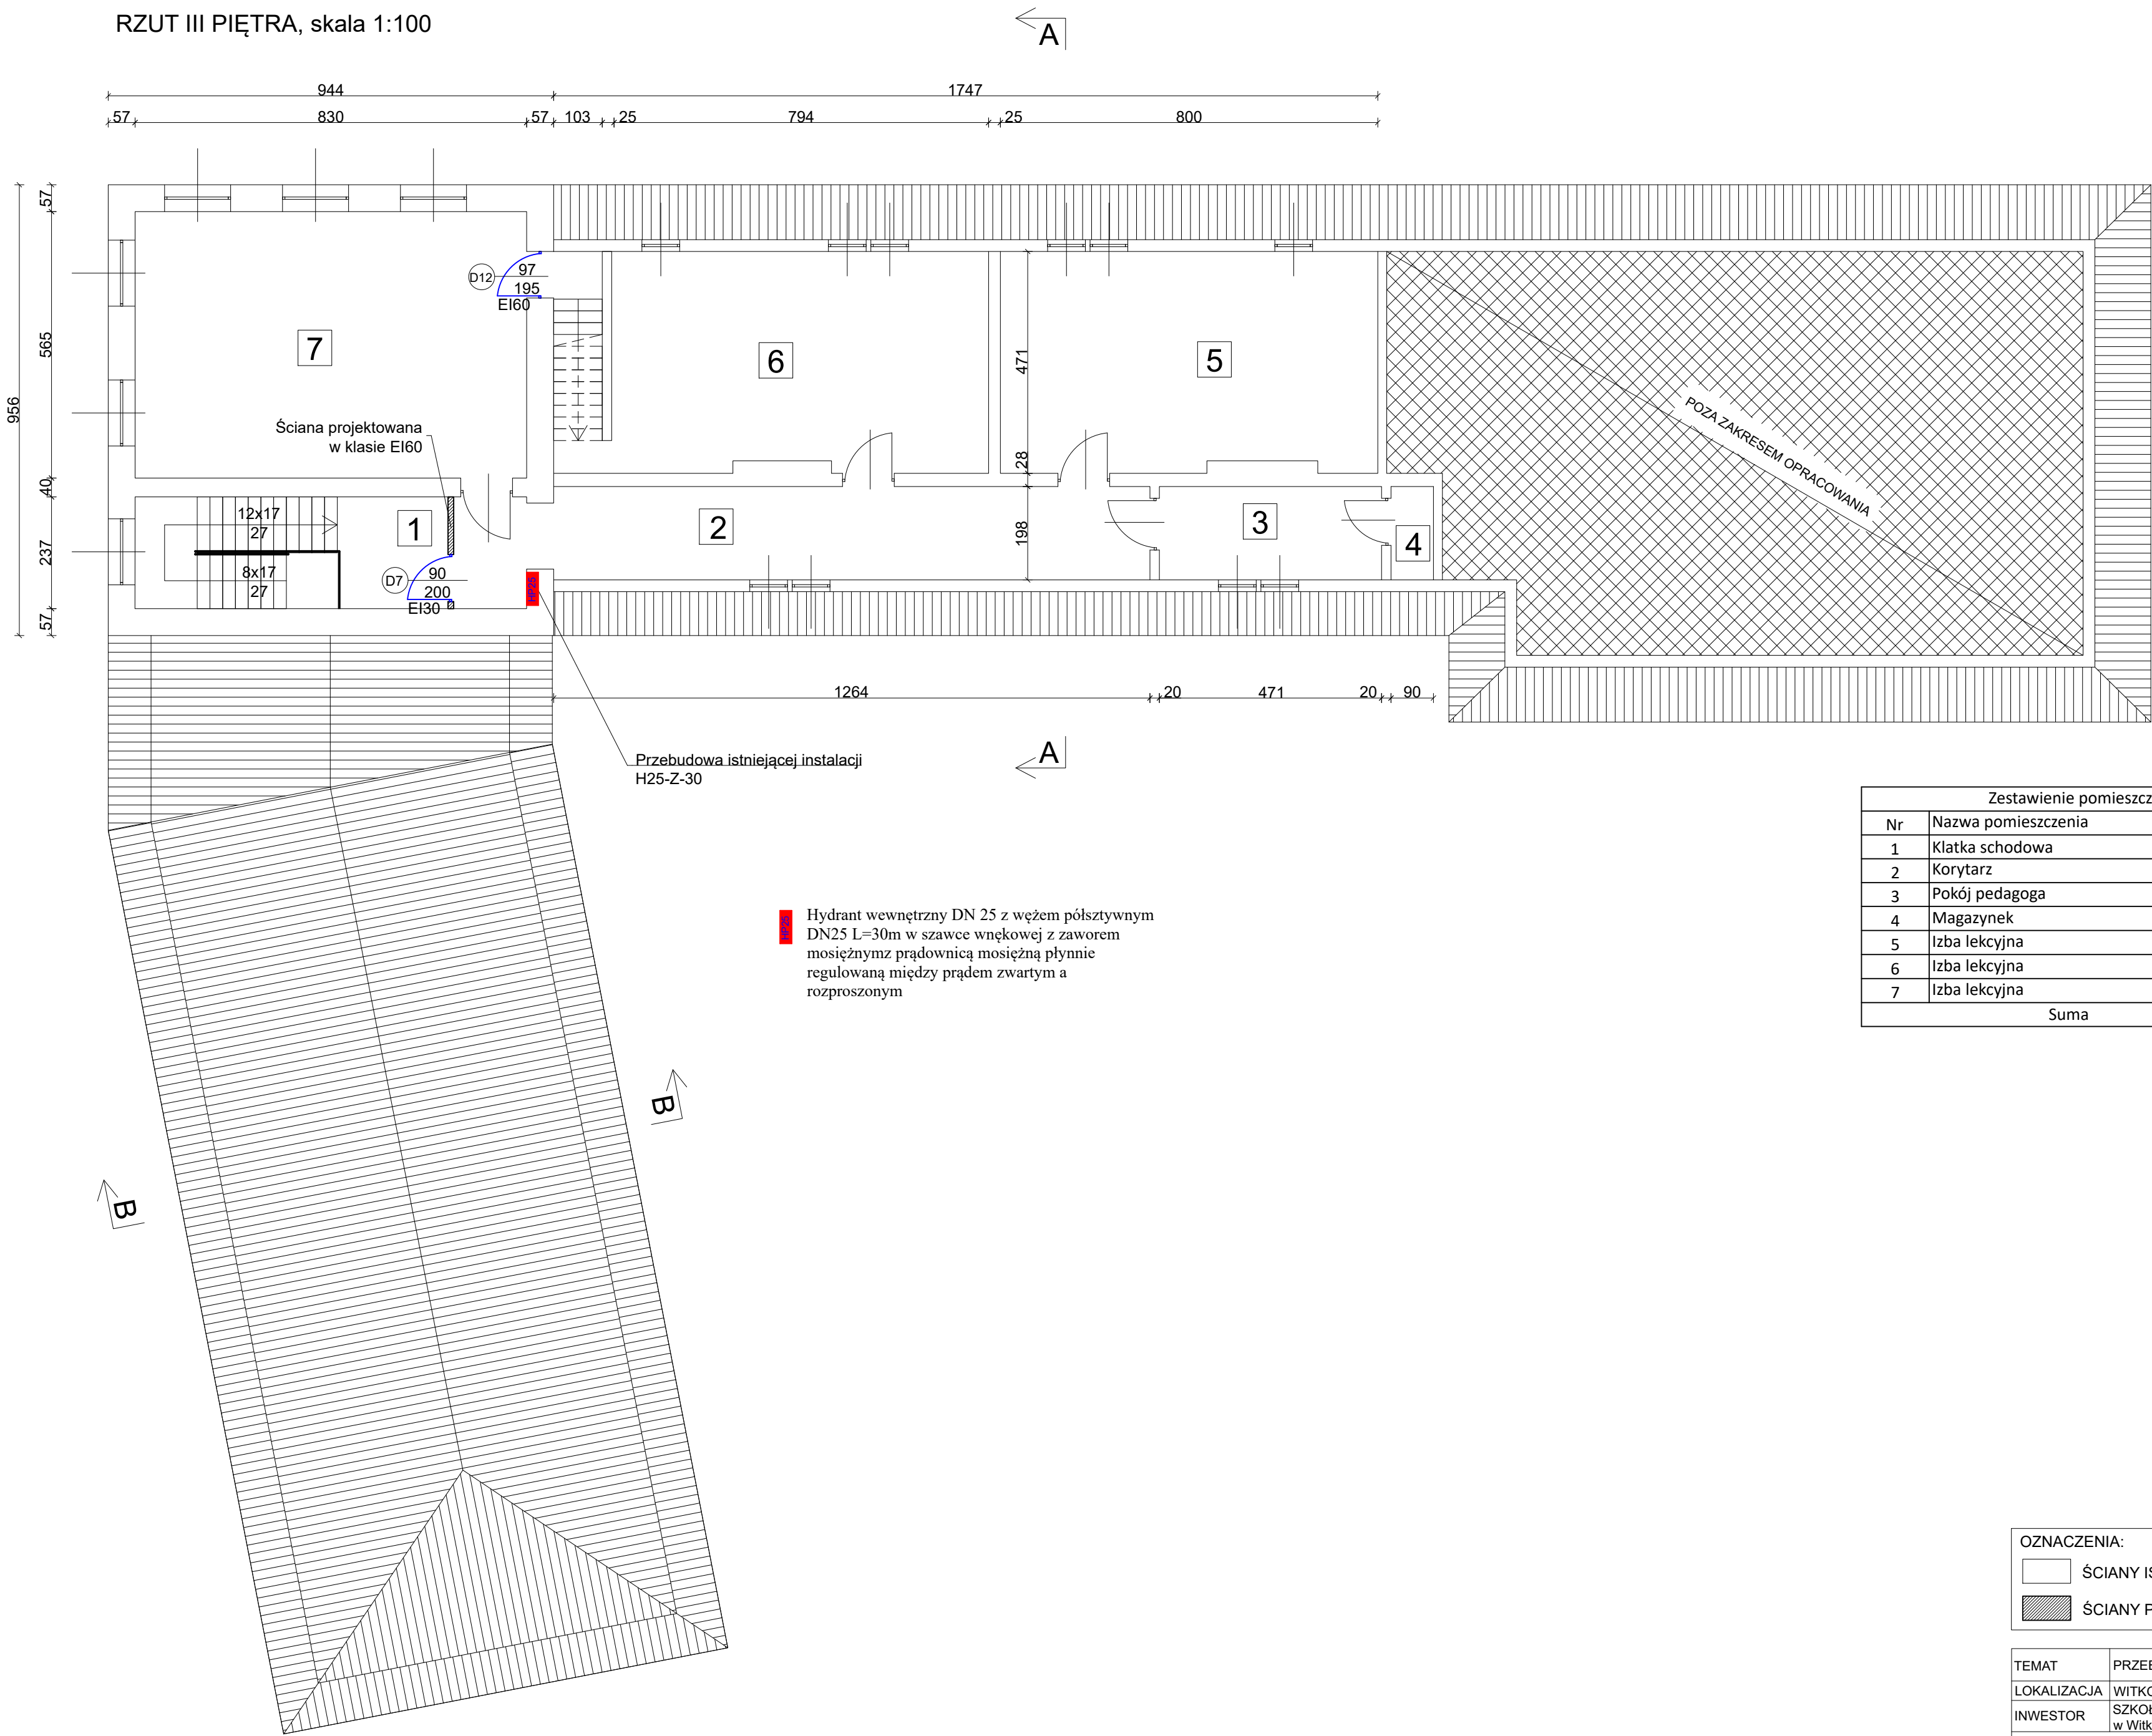 RZUT III PIĘTRA, skala 1:100
A
944
1747
57
830
57
103
25
794
25
800
57
565
956
40
237
57
D12
97
195
EI60
7
6
5
471
28
198
Ściana projektowana
w klasie EI60
12x17
27
8x17
27
1
D7
90
200
EI30
HP25
2
3
4
POZA ZAKRESEM OPRACOWANIA
1264
20
471
20
90
Przebudowa istniejącej instalacji
H25-Z-30
A
Zestawienie pomieszcz
Nr Nazwa pomieszczenia
1 Klatka schodowa
2 Korytarz
3 Pokój pedagoga
4 Magazynek
5 Izba lekcyjna
6 Izba lekcyjna
7 Izba lekcyjna
Suma
HP25
Hydrant wewnętrzny DN 25 z wężem półsztywnym
DN25 L=30m w szawce wnękowej z zaworem
mosiężnymz prądownicą mosiężną płynnie
regulowaną między prądem zwartym a
rozproszonym
B
B
OZNACZENIA:
ŚCIANY
ŚCIANY
TEMAT
LOKALIZACJA
INWESTOR